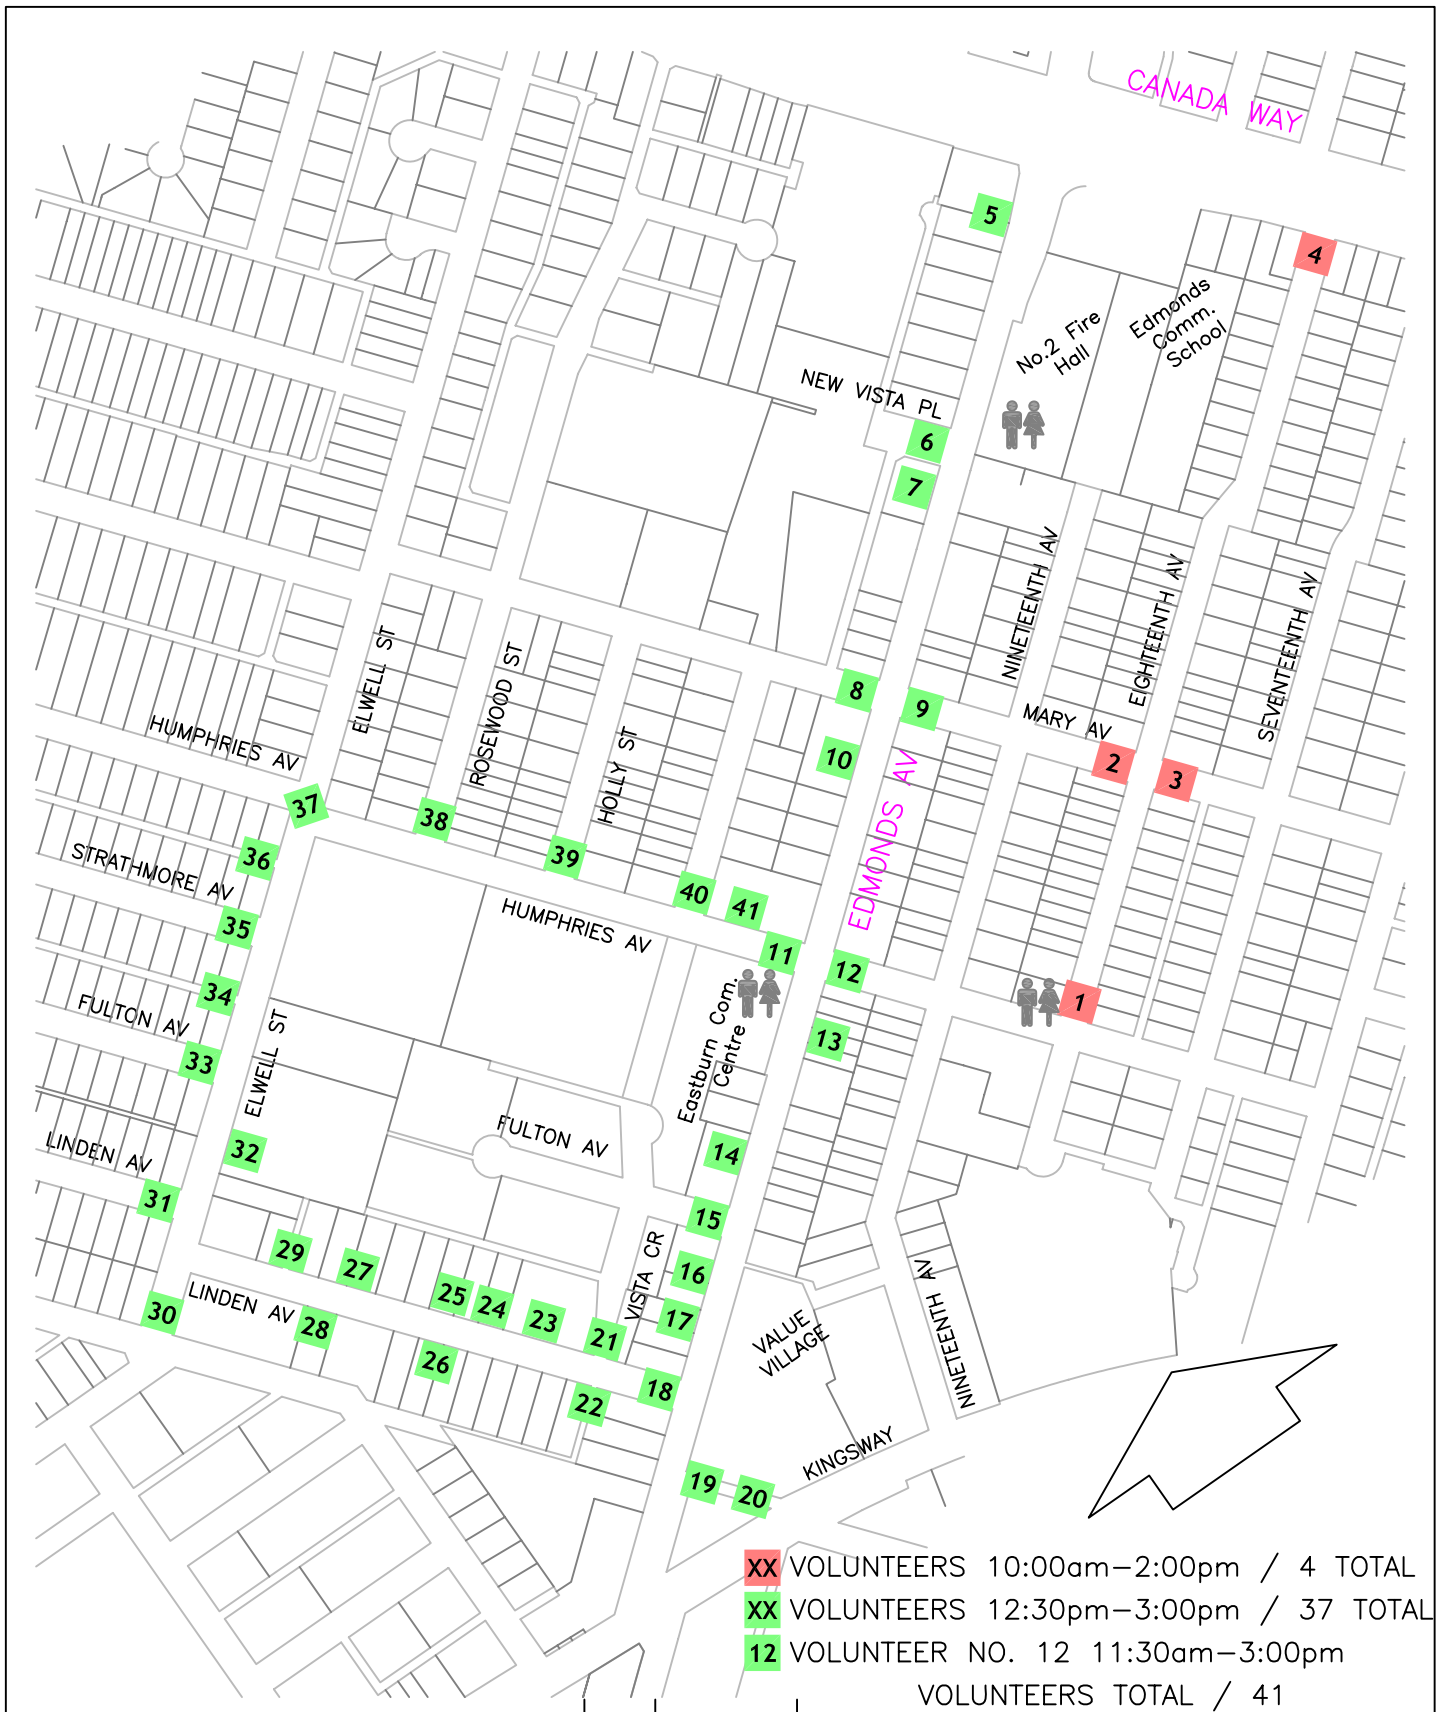 CANADA WAY
5
4
Edmonds
Comm.
School
No.2 Fire
Hall
NEW VISTA PL
6
7
NINETEENTH AV
EIGHTEENTH AV
SEVENTEENTH AV
ELWELL ST
ROSEWOOD ST
HOLLY ST
8
9
MARY AV
HUMPHRIES AV
10
2
3
EDMONDS AV
37
38
39
36
STRATHMORE AV
40
41
HUMPHRIES AV
35
11
12
34
1
FULTON AV
Eastburn Com.
Centre
13
33
ELWELL ST
FULTON AV
LINDEN AV
32
14
31
15
29
27
16
VISTA CR
NINETEENTH AV
LINDEN AV
30
28
25
24
23
21
17
VALUE
VILLAGE
26
22
18
KINGSWAY
19
20
XX VOLUNTEERS 10:00am-2:00pm / 4 TOTAL
XX VOLUNTEERS 12:30pm-3:00pm / 37 TOTAL
12 VOLUNTEER NO. 12 11:30am-3:00pm
VOLUNTEERS TOTAL / 41